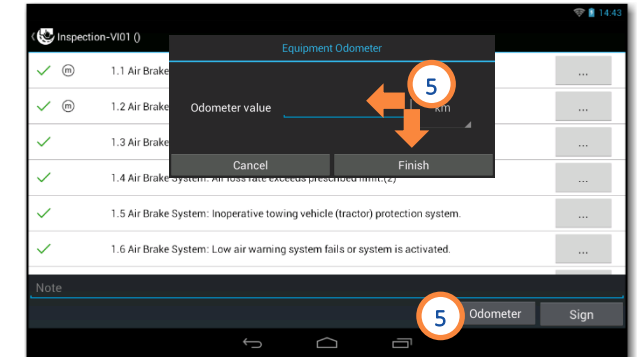 14:43
Inspection-VI01 ()
Equipment Odometer
5
Odometer value
km
Cancel
Finish
m
1.1 Air Brake
...
m
1.2 Air Brake
...
1.3 Air Brake
...
1.4 Air Brake System: Air loss rate exceeds prescribed limit.(2)
...
1.5 Air Brake System: Inoperative towing vehicle (tractor) protection system.
...
1.6 Air Brake System: Low air warning system fails or system is activated.
...
Note
5
Odometer
Sign